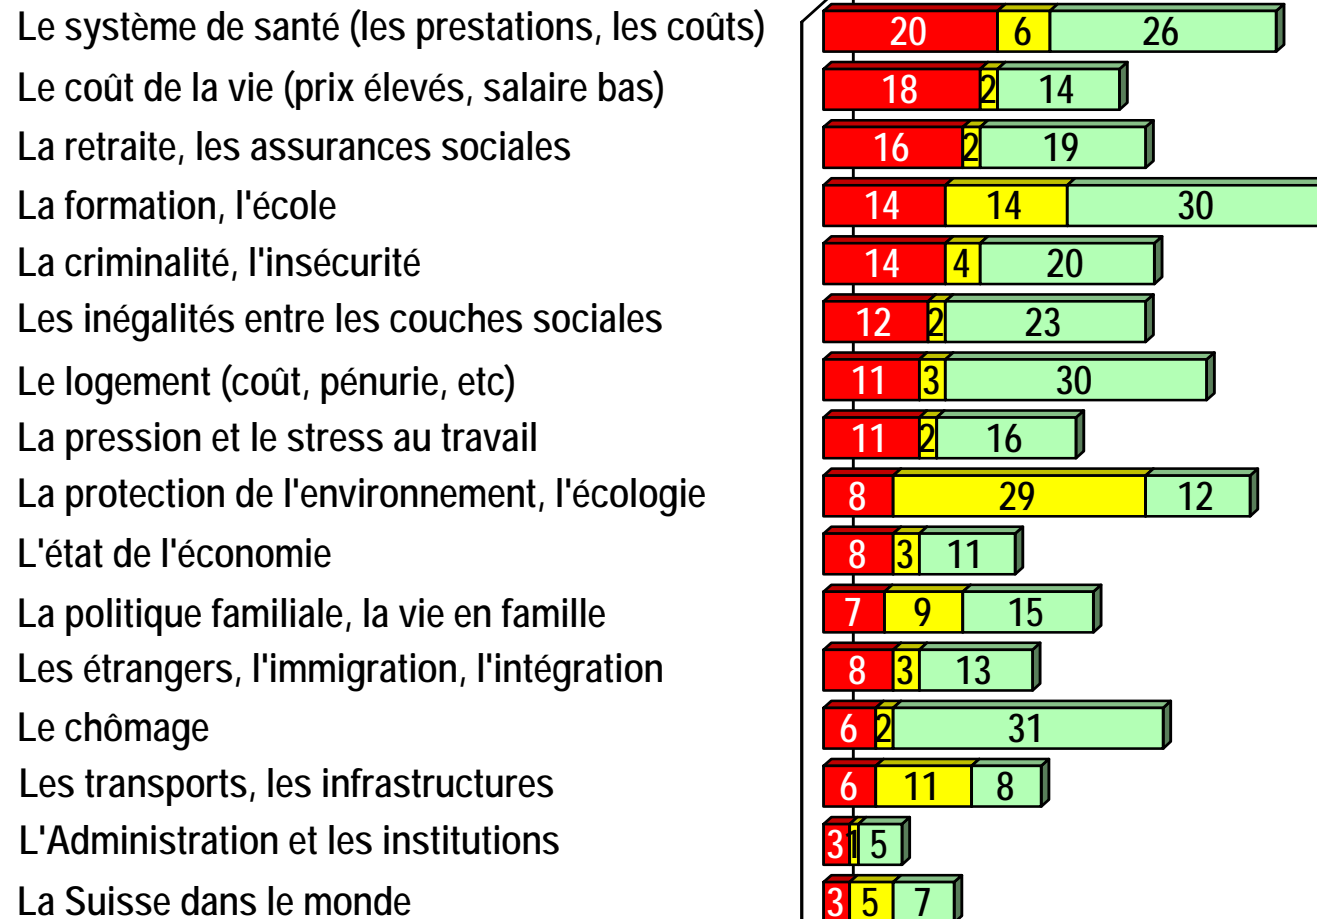 Le système de santé (les prestations, les coûts) 20 6 26
Le coût de la vie (prix élevés, salaire bas) 18 2 14
La retraite, les assurances sociales 16 2 19
La formation, l'école 14 14 30
La criminalité, l'insécurité 14 4 20
Les inégalités entre les couches sociales 12 2 23
Le logement (coût, pénurie, etc) 11 3 30
La pression et le stress au travail 11 2 16
La protection de l'environnement, l'écologie 8 29 12
L'état de l'économie 8 3 11
La politique familiale, la vie en famille 7 9 15
Les étrangers, l'immigration, l'intégration 8 3 13
Le chômage 6 2 31
Les transports, les infrastructures 6 11 8
L'Administration et les institutions 3 1 5
La Suisse dans le monde 3 5 7